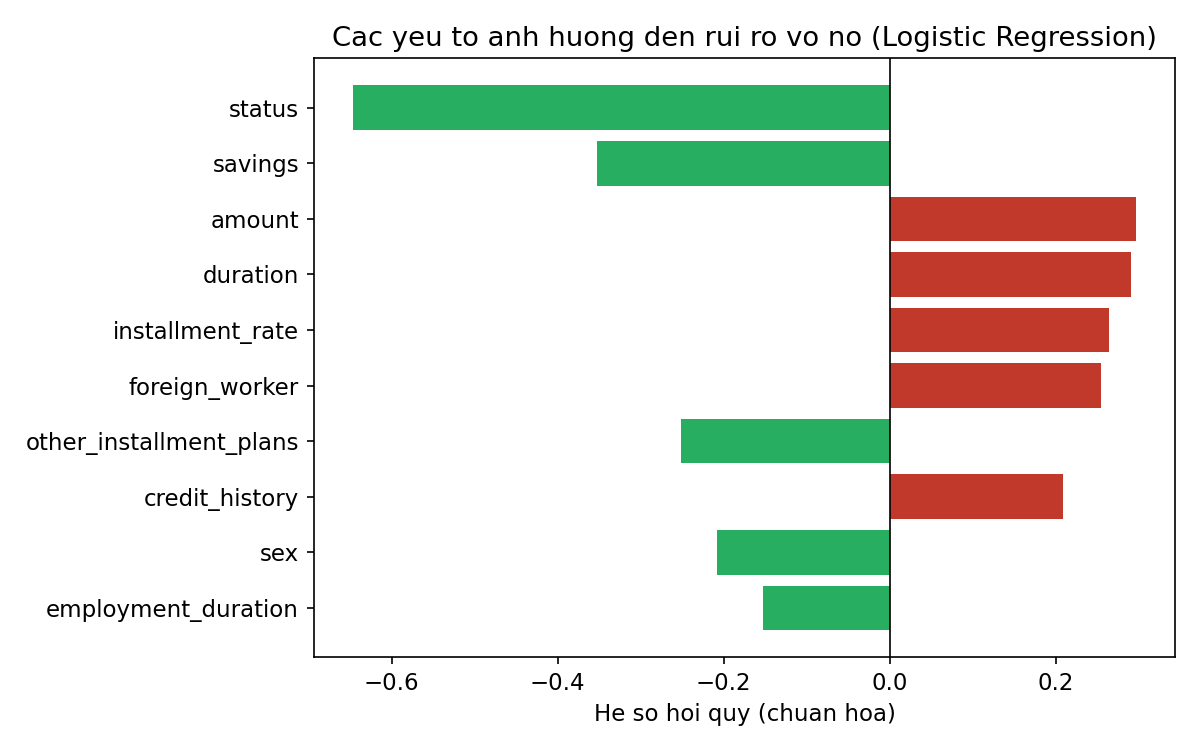 Cac yeu to anh huong den rui ro vo no (Logistic Regression)
status
savings
amount
duration
installment_rate
foreign_worker
other_installment_plans
credit_history
sex
employment_duration
−0.6 −0.4 −0.2 0.0 0.2
He so hoi quy (chuan hoa)